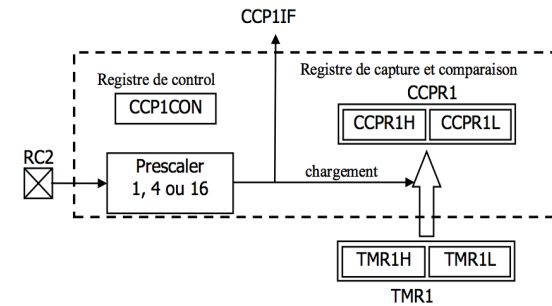 CCP1IF
Registre de control
CCP1CON
Registre de capture et comparaison
CCPR1
CCPR1H
CCPR1L
RC2
Prescaler
1, 4 ou 16
chargement
TMR1H
TMR1L
TMR1